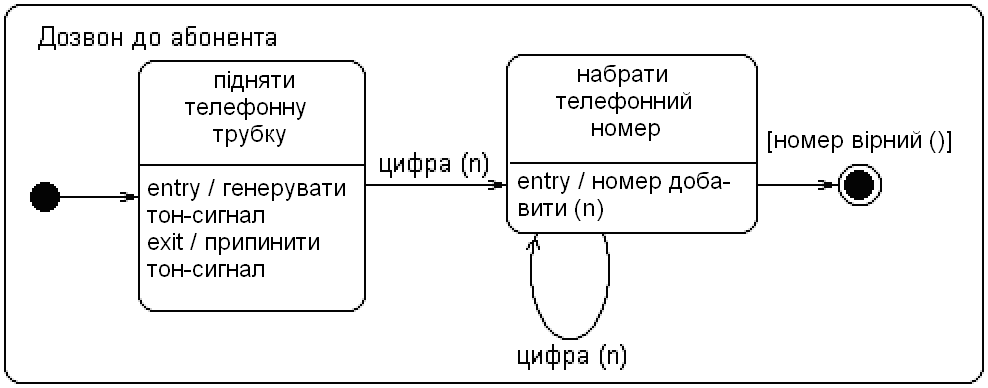 Дозвон до абонента
підняти
телефонну
трубку
entry / генерувати
тон-сигнал
exit / припинити
тон-сигнал
цифра (n)
набрати
телефонний
номер
entry / номер доба-
вити (n)
цифра (n)
[номер вірний ()]